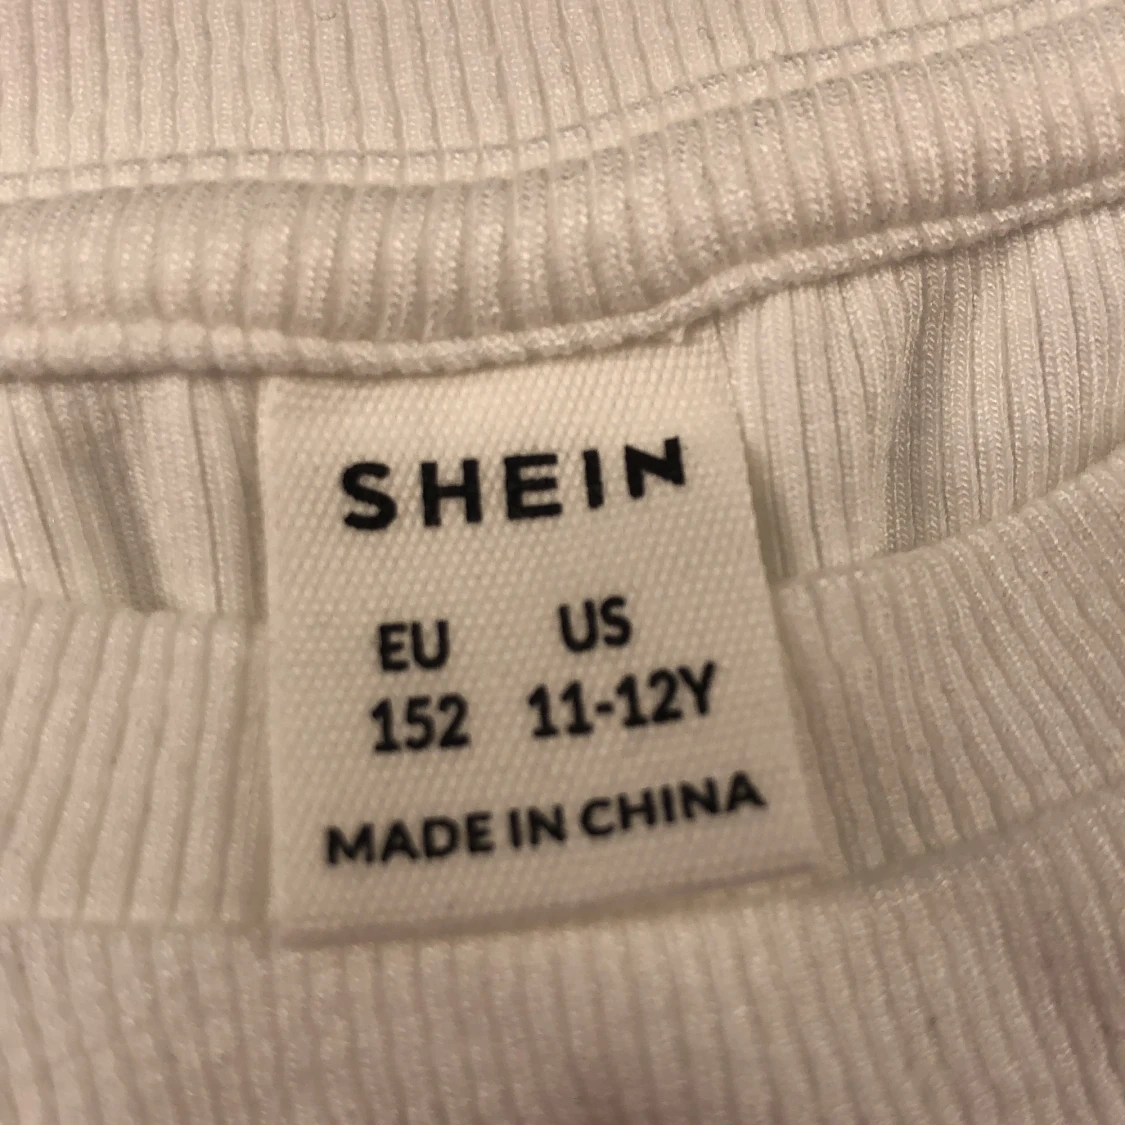 SHEIN
EU US
152 11-12Y
MADE IN CHINA